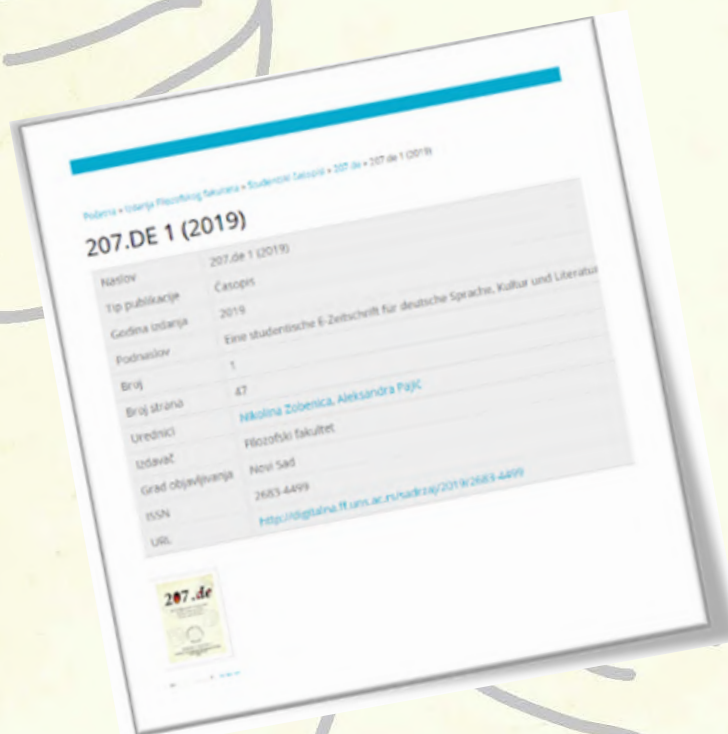 Početna » Izdanja Filozofskog fakulteta » Studentski časopisi » 207.de » 207.de 1 (2019)
207.DE 1 (2019)
Naslov 207.de 1 (2019)
Tip publikacije Časopis
Godina izdanja 2019
Podnaslov Eine studentische E-Zeitschrift für deutsche Sprache, Kultur und Literatur
Broj 1
Broj strana 47
Urednici Nikolina Zobenica, Aleksandra Pajić
Izdavač Filozofski fakultet
Grad objavljivanja Novi Sad
ISSN 2683-4499
URL http://digitalna.ff.uns.ac.rs/sadrzaj/2019/2683-4499
207.de